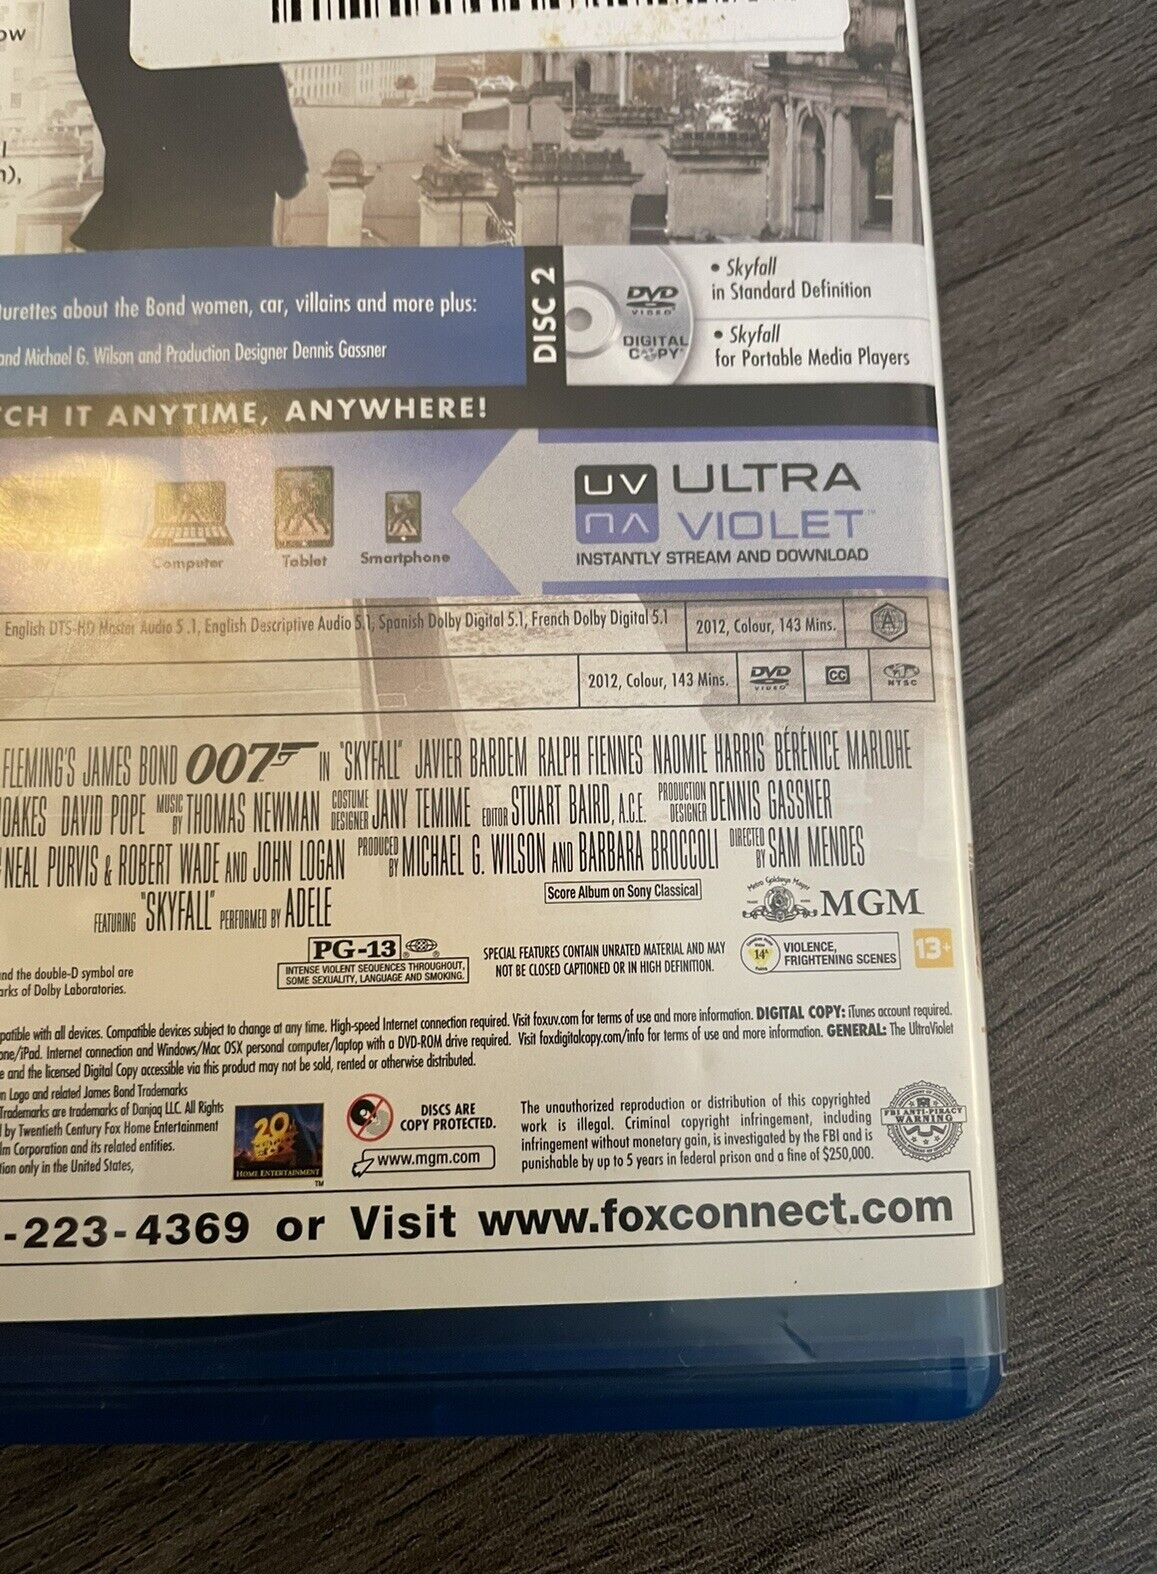 ow
n),
DISC 2
DVD
VIDEO
DIGITAL
COPY
• Skyfall
in Standard Definition
• Skyfall
for Portable Media Players
urettes about the Bond women, car, villains and more plus:
and Michael G. Wilson and Production Designer Dennis Gassner
TCH IT ANYTIME, ANYWHERE!
Computer
Tablet
Smartphone
UV
ULTRA
VIOLET™
INSTANTLY STREAM AND DOWNLOAD
English DTS-HD Master Audio 5.1, English Descriptive Audio 5.1, Spanish Dolby Digital 5.1, French Dolby Digital 5.1
2012, Colour, 143 Mins.
A
2012, Colour, 143 Mins.
DVD
VIDEO
CC
NTSC
FLEMING'S JAMES BOND 007 IN "SKYFALL" JAVIER BARDEM RALPH FIENNES NAOMIE HARRIS BÉRÉNICE MARLOHE
OAKES DAVID POPE MUSIC BY THOMAS NEWMAN COSTUME DESIGNER JANY TEMIME EDITOR STUART BAIRD, A.C.E. PRODUCTION DESIGNER DENNIS GASSNER
NEAL PURVIS & ROBERT WADE AND JOHN LOGAN PRODUCED BY MICHAEL G. WILSON AND BARBARA BROCCOLI DIRECTED BY SAM MENDES
FEATURING "SKYFALL" PERFORMED BY ADELE
Score Album on Sony Classical
Metro Goldwyn Mayer
MGM
PG-13
INTENSE VIOLENT SEQUENCES THROUGHOUT,
SOME SEXUALITY, LANGUAGE AND SMOKING.
SPECIAL FEATURES CONTAIN UNRATED MATERIAL AND MAY
NOT BE CLOSED CAPTIONED OR IN HIGH DEFINITION.
14A
VIOLENCE,
FRIGHTENING SCENES
13+
nd the double-D symbol are
arks of Dolby Laboratories.
patible with all devices. Compatible devices subject to change at any time. High-speed Internet connection required. Visit foxuv.com for terms of use and more information. DIGITAL COPY: iTunes account required.
one/iPad. Internet connection and Windows/Mac OSX personal computer/laptop with a DVD-ROM drive required. Visit foxdigitalcopy.com/info for terms of use and more information. GENERAL: The UltraViolet
e and the licensed Digital Copy accessible via this product may not be sold, rented or otherwise distributed.
n Logo and related James Bond Trademarks
Trademarks are trademarks of Danjaq LLC. All Rights
d by Twentieth Century Fox Home Entertainment
lm Corporation and its related entities.
tion only in the United States,
20
HOME ENTERTAINMENT
TM
DISCS ARE
COPY PROTECTED.
www.mgm.com
The unauthorized reproduction or distribution of this copyrighted
work is illegal. Criminal copyright infringement, including
infringement without monetary gain, is investigated by the FBI and is
punishable by up to 5 years in federal prison and a fine of $250,000.
FBI ANTI-PIRACY
WARNING
-223-4369 or Visit www.foxconnect.com